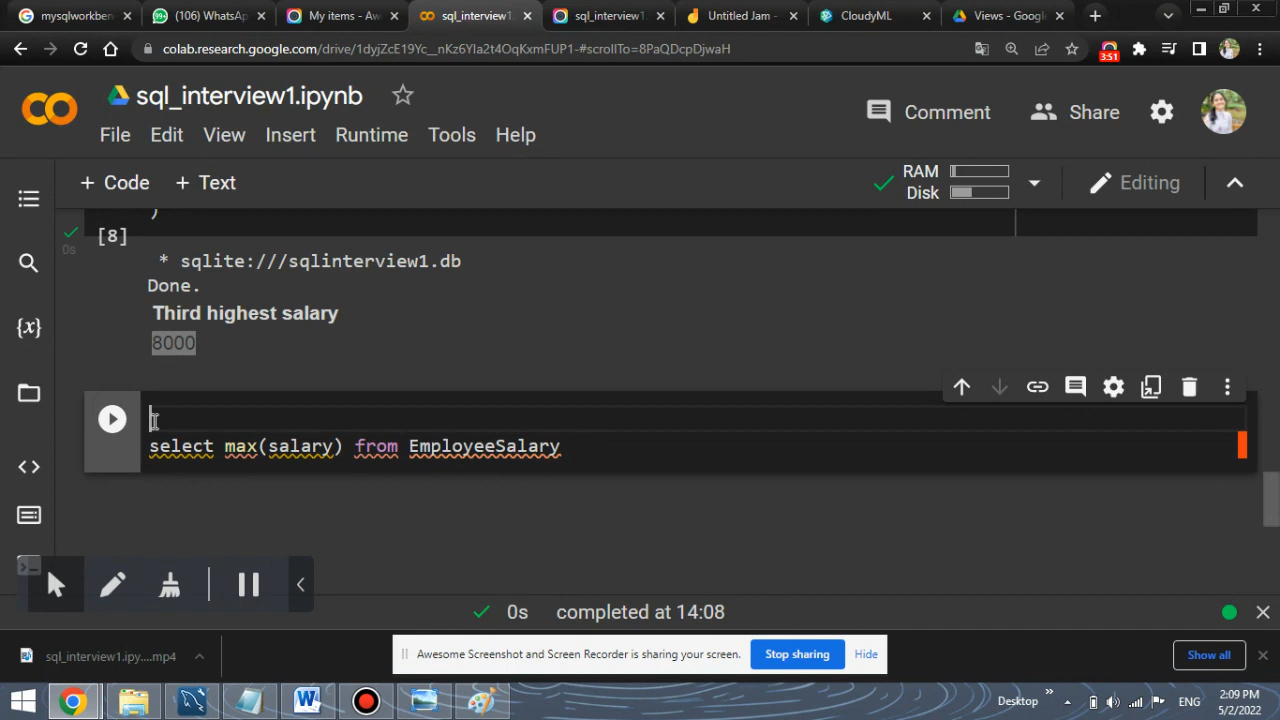 mysqlworkben
(106) WhatsA
My items - Aw
sql_interview1.
sql_interview1
Untitled Jam -
CloudyML
Views - Googl
colab.research.google.com/drive/1dyjZcE19Yc_nKz6Yla2t4OqKxmFUP1-#scrollTo=8PaQDcpDjwaH
3:51
sql_interview1.ipynb
Comment
Share
File Edit View Insert Runtime Tools Help
+ Code + Text
RAM
Disk
Editing
)
0s
[8]
* sqlite:///sqlinterview1.db
Done.
Third highest salary
8000
select max(salary) from EmployeeSalary
0s completed at 14:08
sql_interview1.ipy....mp4
Awesome Screenshot and Screen Recorder is sharing your screen.
Stop sharing
Hide
Show all
Desktop
ENG
2:09 PM
5/2/2022